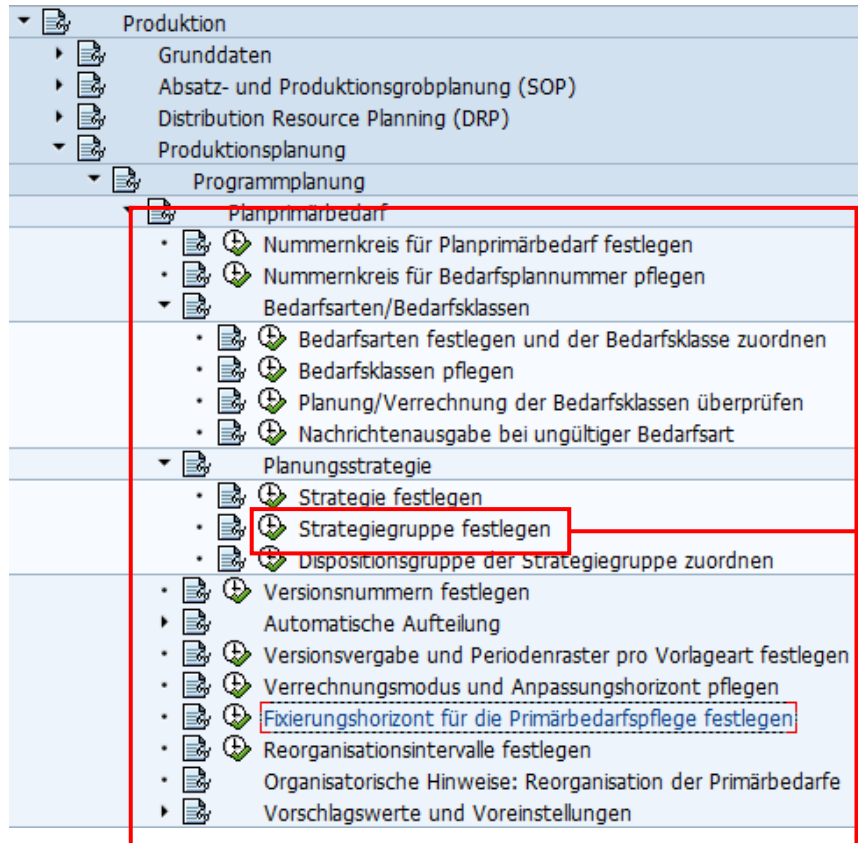 Produktion
Grunddaten
Absatz- und Produktionsgrobplanung (SOP)
Distribution Resource Planning (DRP)
Produktionsplanung
Programmplanung
Planprimärbedarf
Nummernkreis für Planprimärbedarf festlegen
Nummernkreis für Bedarfsplannummer pflegen
Bedarfsarten/Bedarfsklassen
Bedarfsarten festlegen und der Bedarfsklasse zuordnen
Bedarfsklassen pflegen
Planung/Verrechnung der Bedarfsklassen überprüfen
Nachrichtenausgabe bei ungültiger Bedarfsart
Planungsstrategie
Strategie festlegen
Strategiegruppe festlegen
Dispositionsgruppe der Strategiegruppe zuordnen
Versionsnummern festlegen
Automatische Aufteilung
Versionsvergabe und Periodenraster pro Vorlageart festlegen
Verrechnungsmodus und Anpassungshorizont pflegen
Fixierungshorizont für die Primärbedarfspflege festlegen
Reorganisationsintervalle festlegen
Organisatorische Hinweise: Reorganisation der Primärbedarfe
Vorschlagswerte und Voreinstellungen